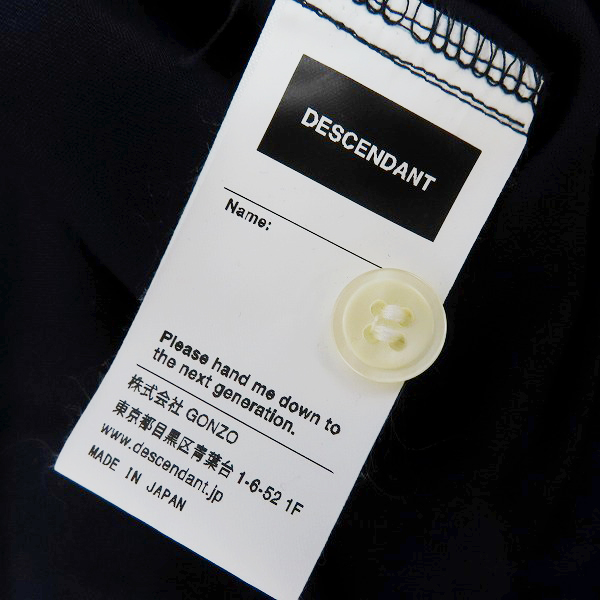 DESCENDANT
Name:
Please hand me down to
the next generation.
株式会社 GONZO
東京都目黒区青葉台 1-6-52 1F
www.descendant.jp
MADE IN JAPAN